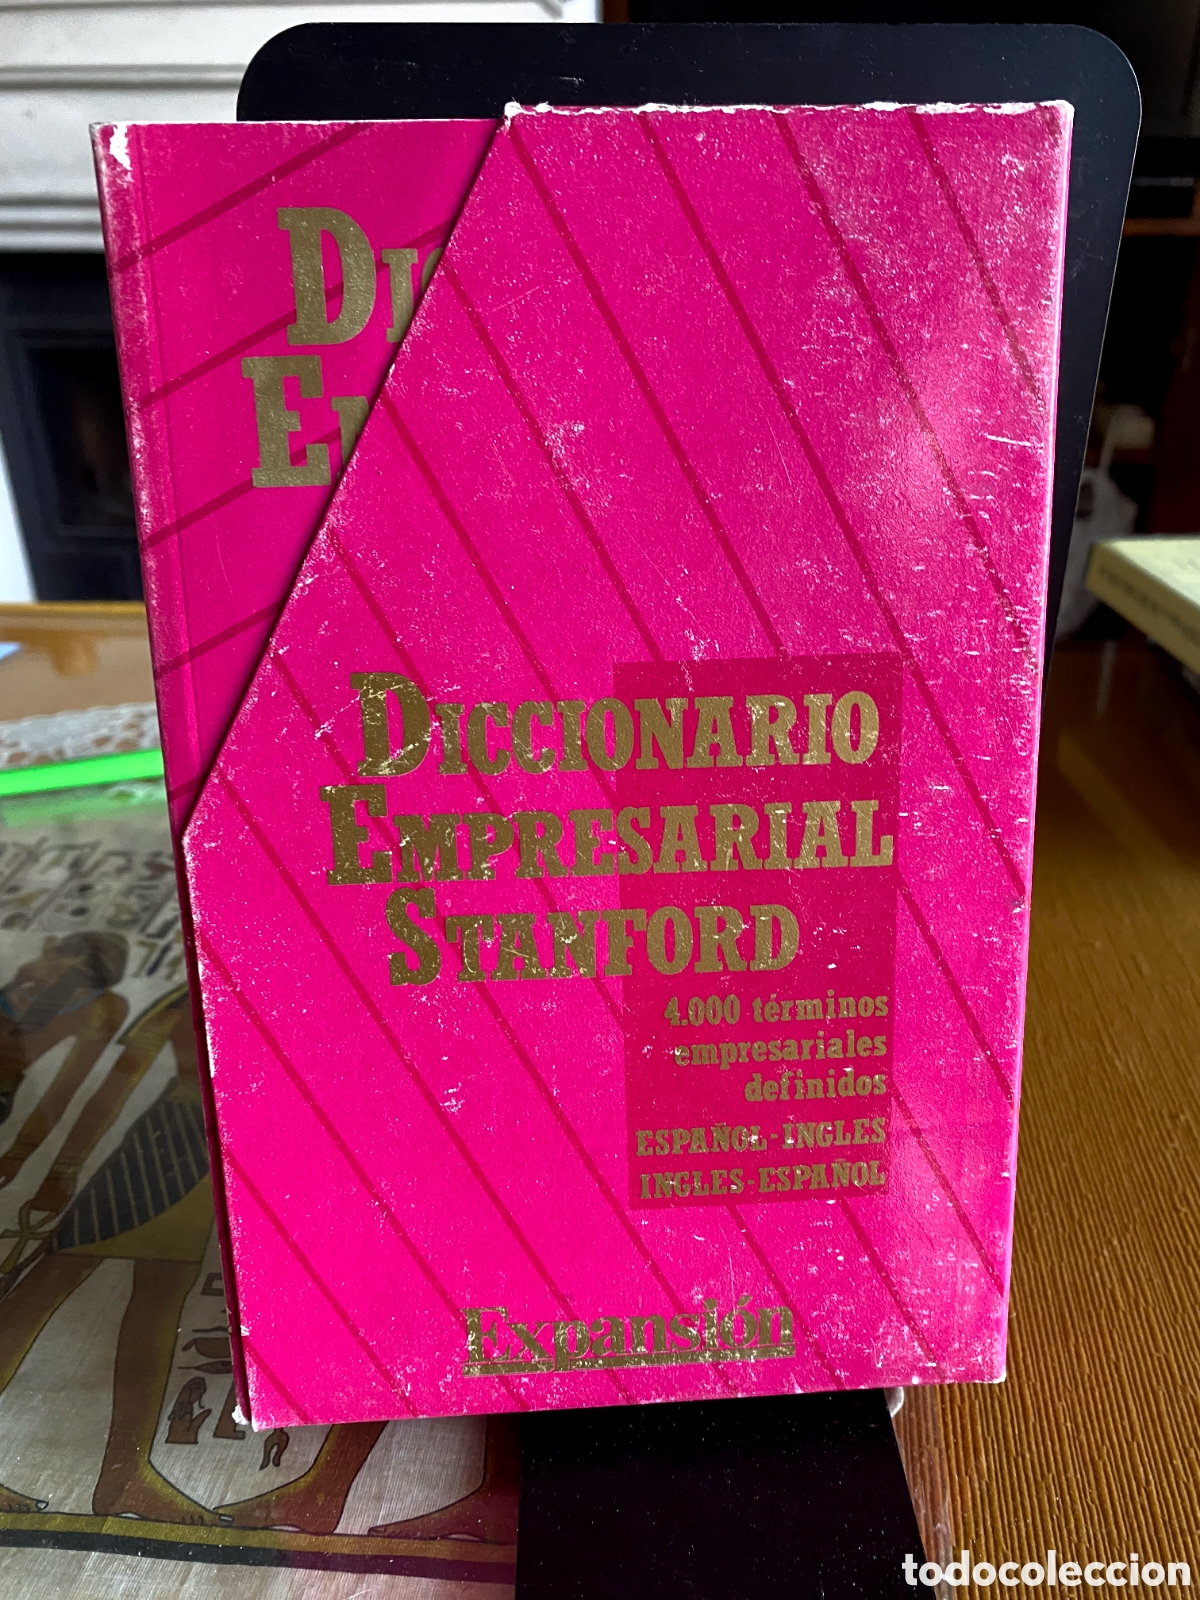 DICCIONARIO
EMPRESARIAL
STANFORD
4.000 términos
empresariales
definidos
ESPAÑOL-INGLES
INGLES-ESPAÑOL
Expansión
todocoleccion